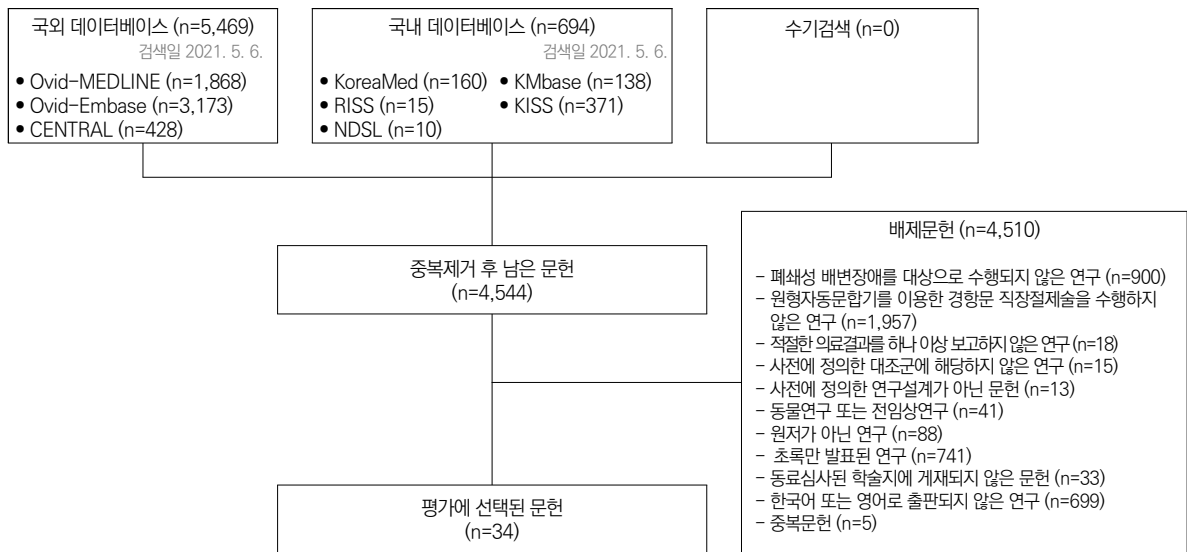 국외 데이터베이스 (n=5,469)
검색일 2021. 5. 6.
• Ovid-MEDLINE (n=1,868)
• Ovid-Embase (n=3,173)
• CENTRAL (n=428)
국내 데이터베이스 (n=694)
검색일 2021. 5. 6.
• KoreaMed (n=160) • KMbase (n=138)
• RISS (n=15) • KISS (n=371)
• NDSL (n=10)
수기검색 (n=0)
중복제거 후 남은 문헌
(n=4,544)
배제문헌 (n=4,510)
- 폐쇄성 배변장애를 대상으로 수행되지 않은 연구 (n=900)
- 원형자동문합기를 이용한 경항문 직장절제술을 수행하지
않은 연구 (n=1,957)
- 적절한 의료결과를 하나 이상 보고하지 않은 연구 (n=18)
- 사전에 정의한 대조군에 해당하지 않은 연구 (n=15)
- 사전에 정의한 연구설계가 아닌 문헌 (n=13)
- 동물연구 또는 전임상연구 (n=41)
- 원저가 아닌 연구 (n=88)
- 초록만 발표된 연구 (n=741)
- 동료심사된 학술지에 게재되지 않은 문헌 (n=33)
- 한국어 또는 영어로 출판되지 않은 연구 (n=699)
- 중복문헌 (n=5)
평가에 선택된 문헌
(n=34)